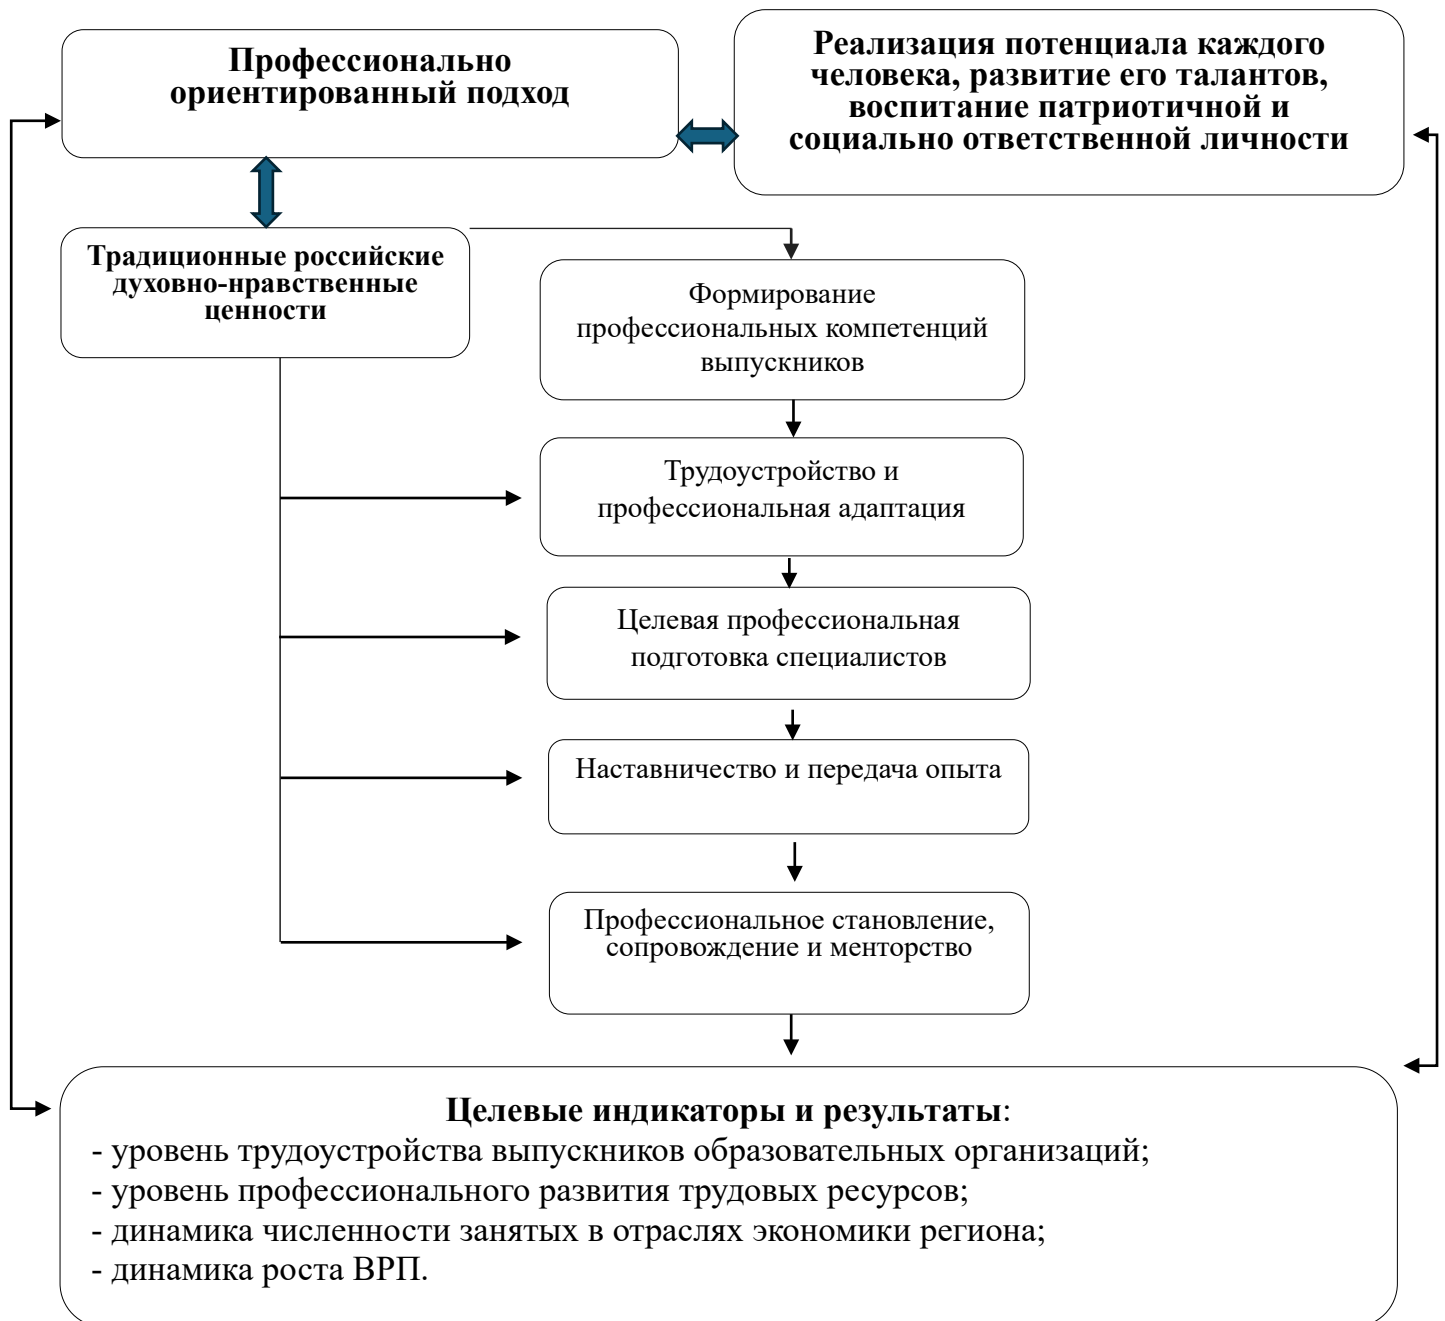 Профессионально
ориентированный подход
Реализация потенциала каждого
человека, развитие его талантов,
воспитание патриотичной и
социально ответственной личности
Традиционные российские
духовно-нравственные
ценности
Формирование
профессиональных компетенций
выпускников
Трудоустройство и
профессиональная адаптация
Целевая профессиональная
подготовка специалистов
Наставничество и передача опыта
Профессиональное становление,
сопровождение и менторство
Целевые индикаторы и результаты:
- уровень трудоустройства выпускников образовательных организаций;
- уровень профессионального развития трудовых ресурсов;
- динамика численности занятых в отраслях экономики региона;
- динамика роста ВРП.